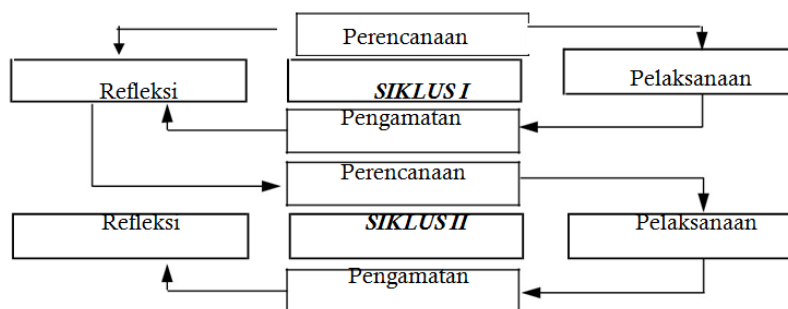 Perencanaan
Refleksi
SIKLUS I
Pelaksanaan
Pengamatan
Perencanaan
Refleksi
SIKLUS II
Pelaksanaan
Pengamatan